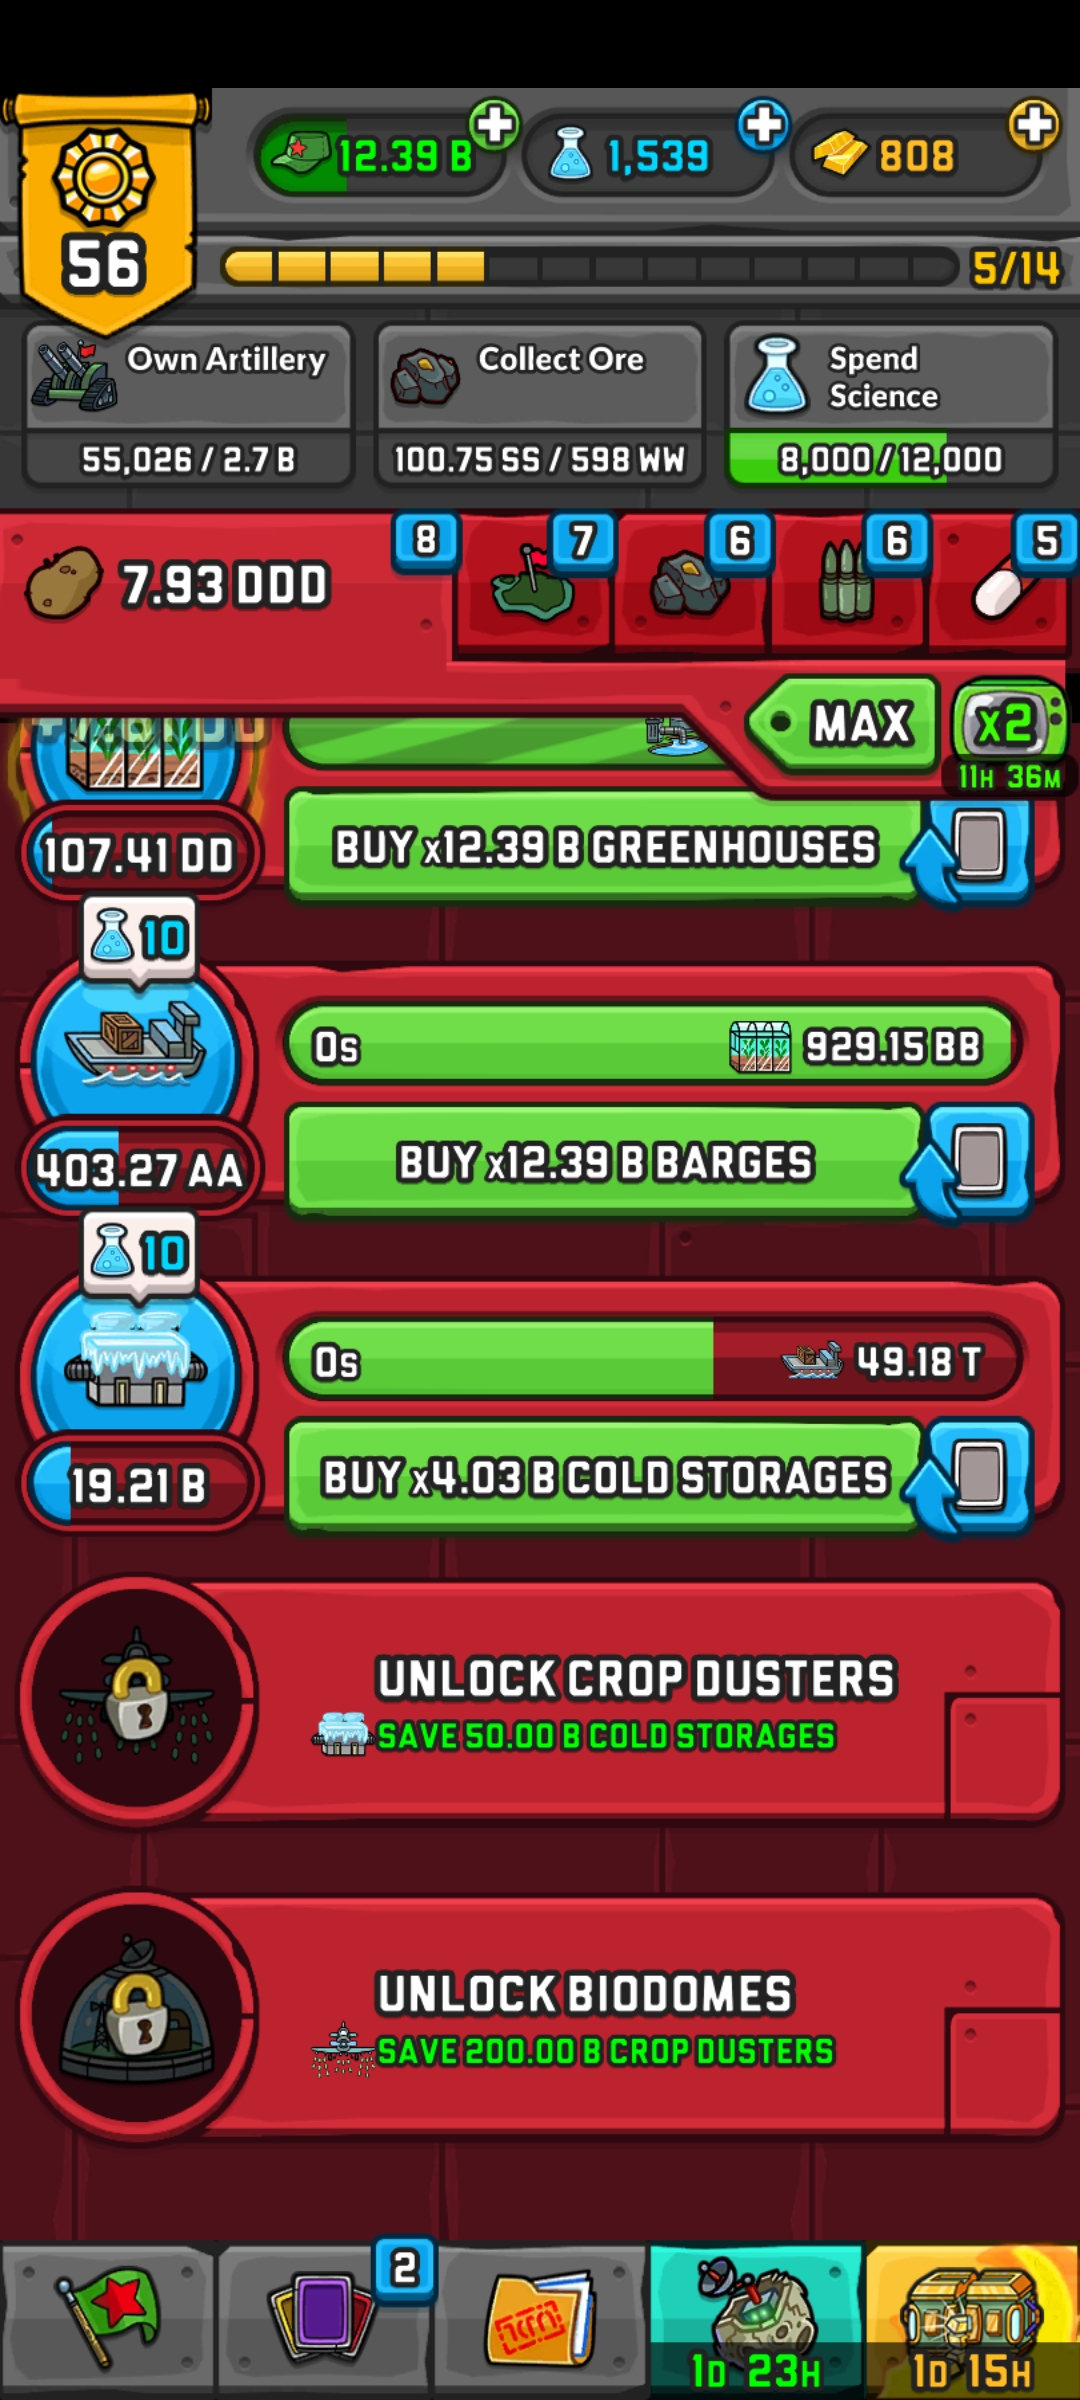 12.39 B
1,539
808
56
5/14
Own Artillery
55,026 / 2.7 B
Collect Ore
100.75 SS / 598 WW
Spend
Science
8,000 / 12,000
7.93 DDD
8
7
6
6
5
MAX
x2
11H 36M
107.41 DD
BUY x12.39 B GREENHOUSES
10
0s
929.15 BB
403.27 AA
BUY x12.39 B BARGES
10
0s
49.18 T
19.21 B
BUY x4.03 B COLD STORAGES
UNLOCK CROP DUSTERS
SAVE 50.00 B COLD STORAGES
UNLOCK BIODOMES
SAVE 200.00 B CROP DUSTERS
2
1D 23H
1D 15H